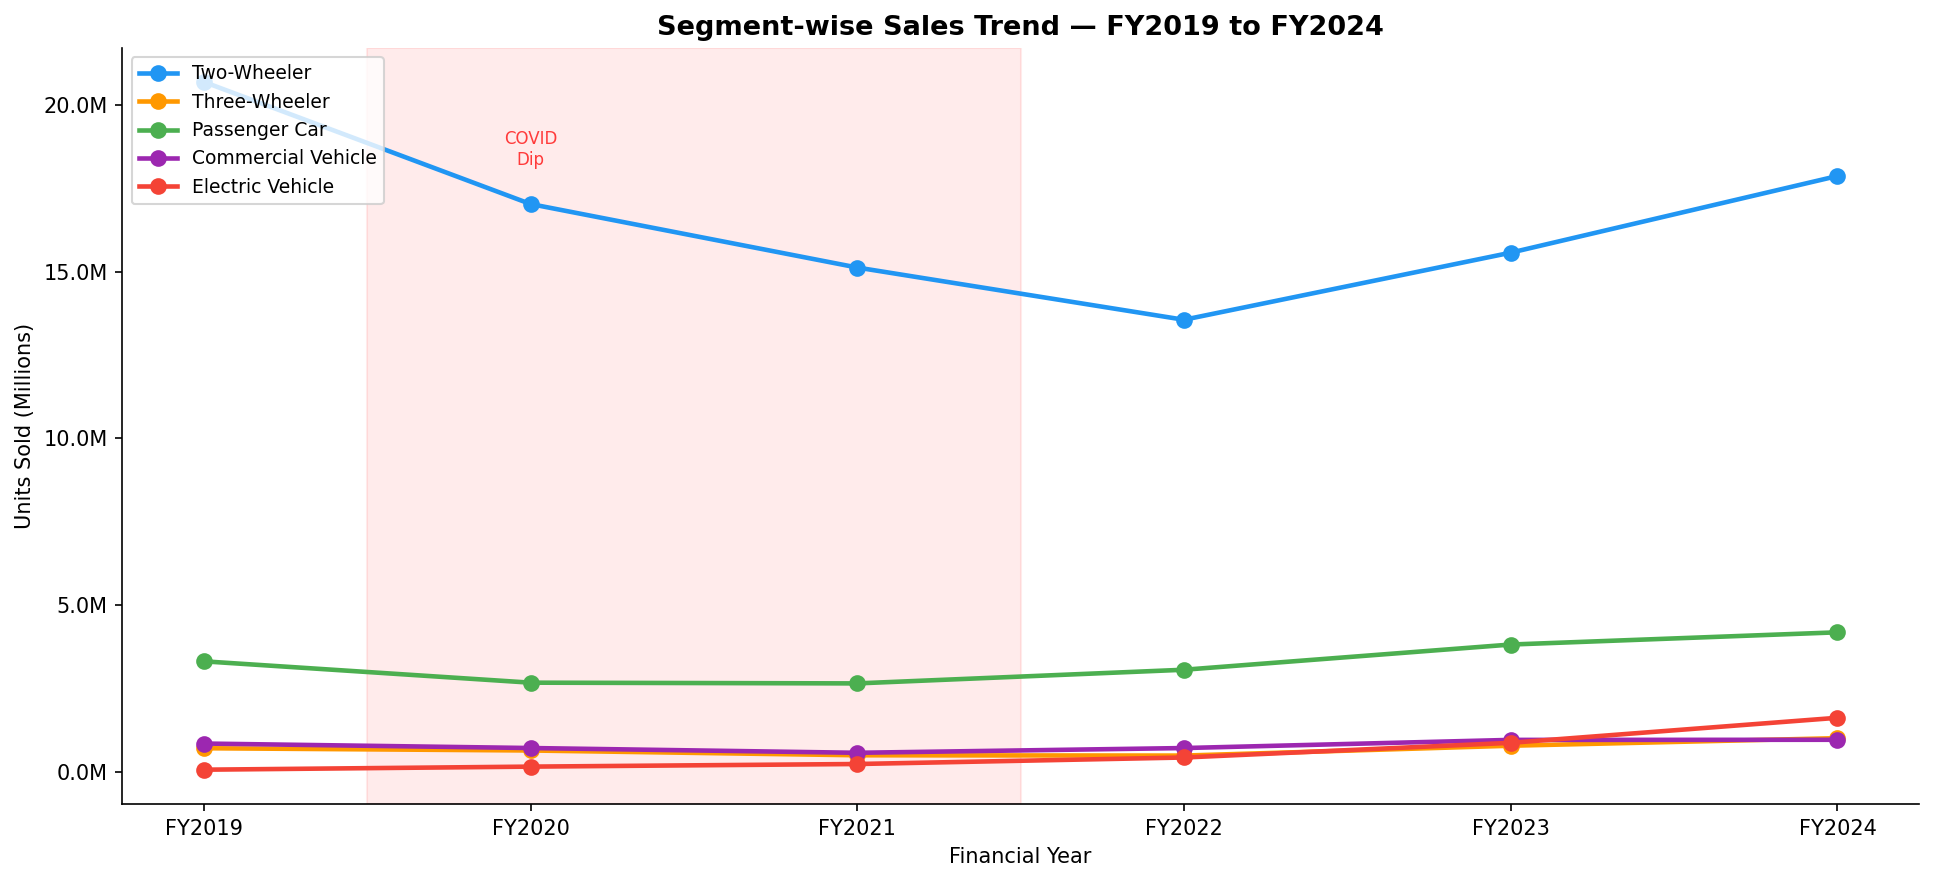 Segment-wise Sales Trend — FY2019 to FY2024
Two-Wheeler
Three-Wheeler
Passenger Car
Commercial Vehicle
Electric Vehicle
COVID
Dip
20.0M
15.0M
10.0M
5.0M
0.0M
Units Sold (Millions)
FY2019
FY2020
FY2021
FY2022
FY2023
FY2024
Financial Year